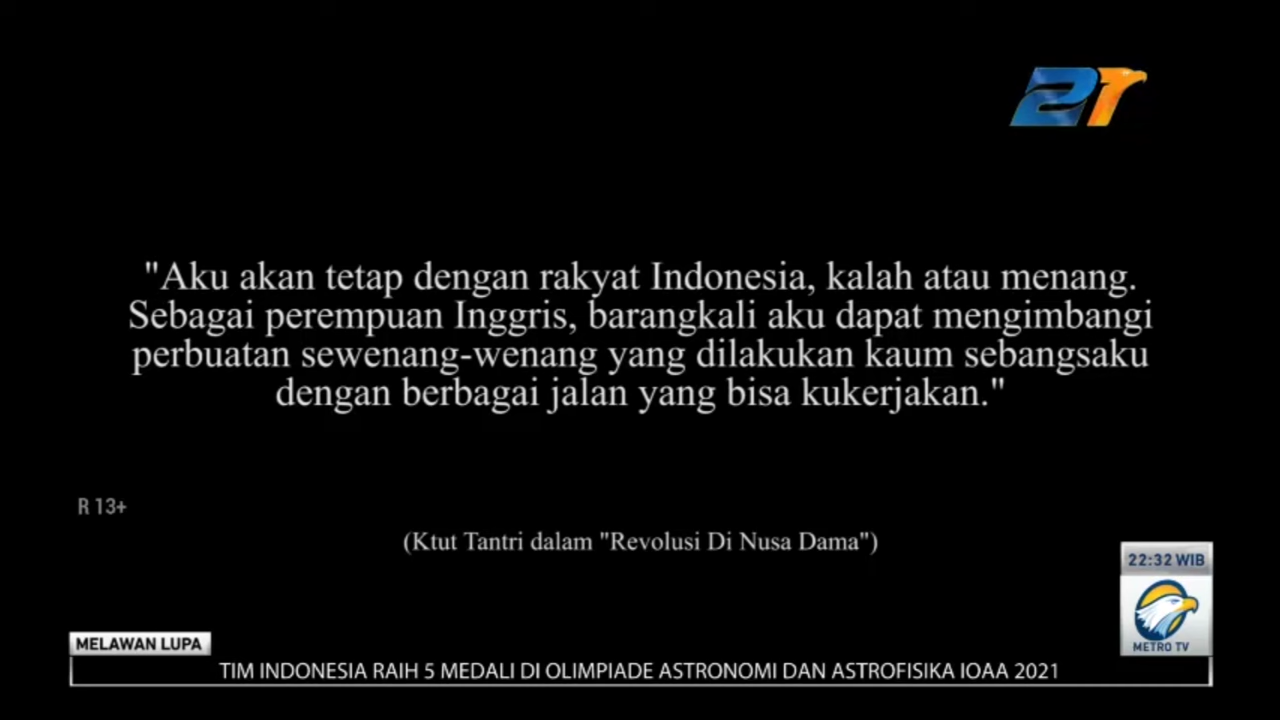 21
"Aku akan tetap dengan rakyat Indonesia, kalah atau menang.
Sebagai perempuan Inggris, barangkali aku dapat mengimbangi
perbuatan sewenang-wenang yang dilakukan kaum sebangsaku
dengan berbagai jalan yang bisa kukerjakan."
R 13+
(Ktut Tantri dalam "Revolusi Di Nusa Dama")
22:32 WIB
METRO TV
MELAWAN LUPA
TIM INDONESIA RAIH 5 MEDALI DI OLIMPIADE ASTRONOMI DAN ASTROFISIKA IOAA 2021